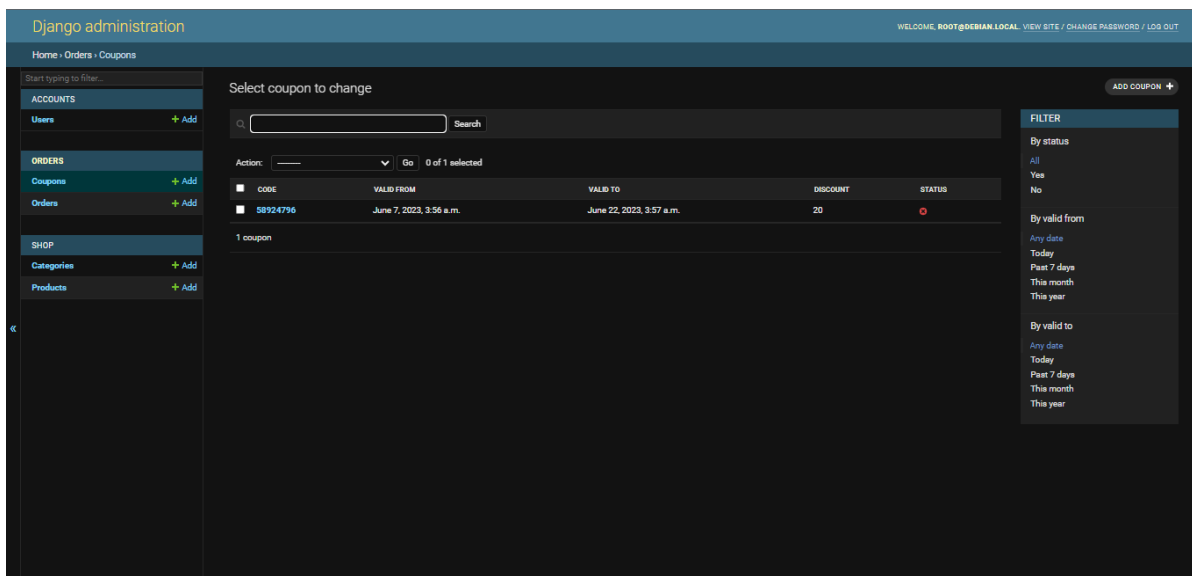 Django administration
WELCOME, ROOT@DEBIAN.LOCAL. VIEW SITE / CHANGE PASSWORD / LOG OUT
Home › Orders › Coupons
Start typing to filter...
ACCOUNTS
Users + Add
ORDERS
Coupons + Add
Orders + Add
SHOP
Categories + Add
Products + Add
«
Select coupon to change
ADD COUPON +
Search
Action: ——— Go 0 of 1 selected
CODE VALID FROM VALID TO DISCOUNT STATUS
58924796 June 7, 2023, 3:56 a.m. June 22, 2023, 3:57 a.m. 20
1 coupon
FILTER
By status
All
Yes
No
By valid from
Any date
Today
Past 7 days
This month
This year
By valid to
Any date
Today
Past 7 days
This month
This year